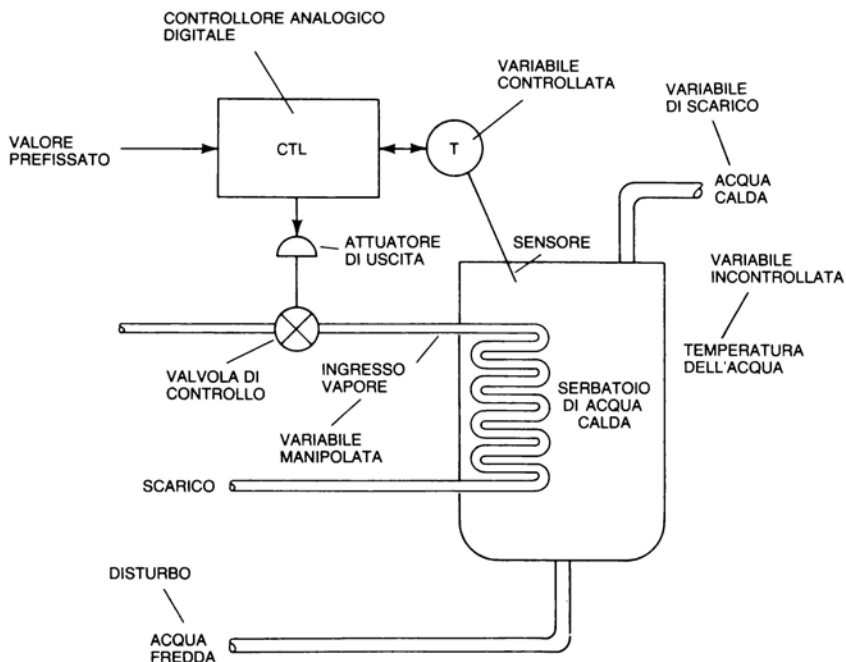 CONTROLLORE ANALOGICO
DIGITALE
VARIABILE
CONTROLLATA
VARIABILE
DI SCARICO
VALORE
PREFISSATO
CTL
T
ACQUA
CALDA
ATTUATORE
DI USCITA
SENSORE
VARIABILE
INCONTROLLATA
TEMPERATURA
DELL'ACQUA
VALVOLA DI
CONTROLLO
INGRESSO
VAPORE
VARIABILE
MANIPOLATA
SERBATOIO
DI ACQUA
CALDA
SCARICO
DISTURBO
ACQUA
FREDDA